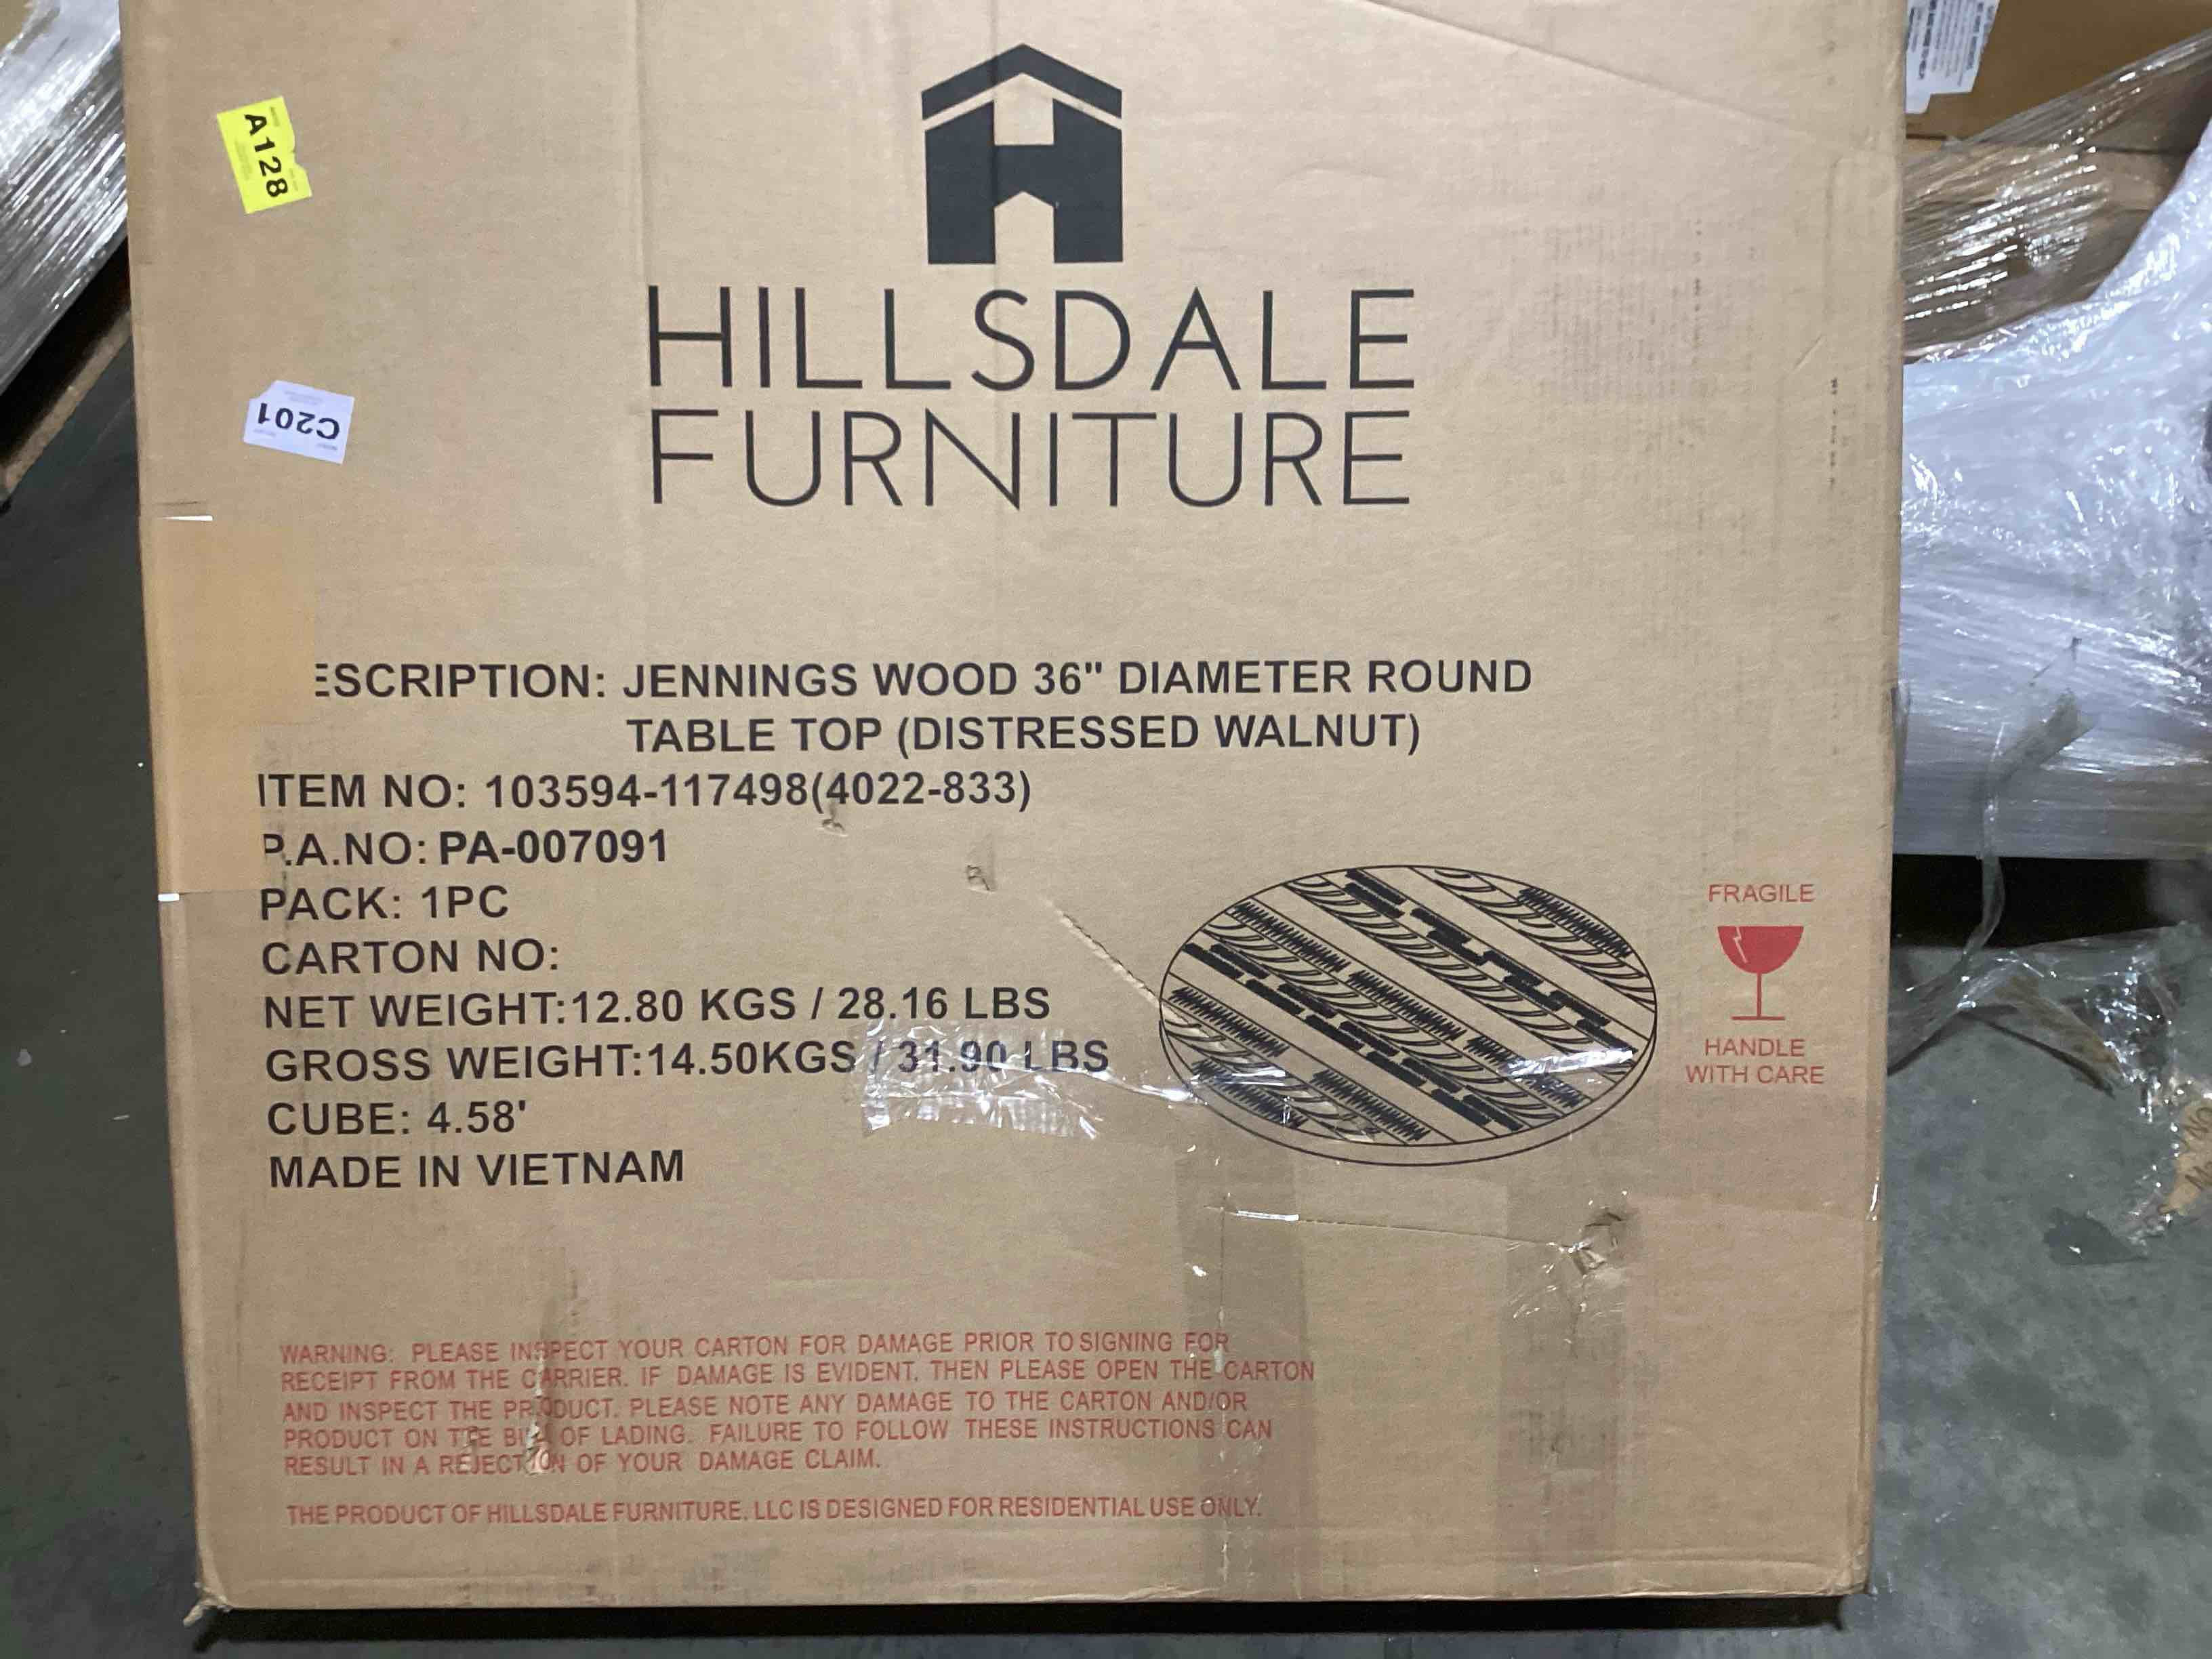 A128
HILLSDALE
FURNITURE
C201
ESCRIPTION: JENNINGS WOOD 36" DIAMETER ROUND
TABLE TOP (DISTRESSED WALNUT)
ITEM NO: 103594-117498(4022-833)
P.A.NO: PA-007091
PACK: 1PC
CARTON NO:
NET WEIGHT:12.80 KGS / 28.16 LBS
GROSS WEIGHT:14.50KGS / 31.90 LBS
CUBE: 4.58'
MADE IN VIETNAM
FRAGILE
HANDLE
WITH CARE
WARNING: PLEASE INSPECT YOUR CARTON FOR DAMAGE PRIOR TO SIGNING FOR
RECEIPT FROM THE CARRIER. IF DAMAGE IS EVIDENT, THEN PLEASE OPEN THE CARTON
AND INSPECT THE PRODUCT. PLEASE NOTE ANY DAMAGE TO THE CARTON AND/OR
PRODUCT ON THE BILL OF LADING. FAILURE TO FOLLOW THESE INSTRUCTIONS CAN
RESULT IN A REJECTION OF YOUR DAMAGE CLAIM.
THE PRODUCT OF HILLSDALE FURNITURE, LLC IS DESIGNED FOR RESIDENTIAL USE ONLY.